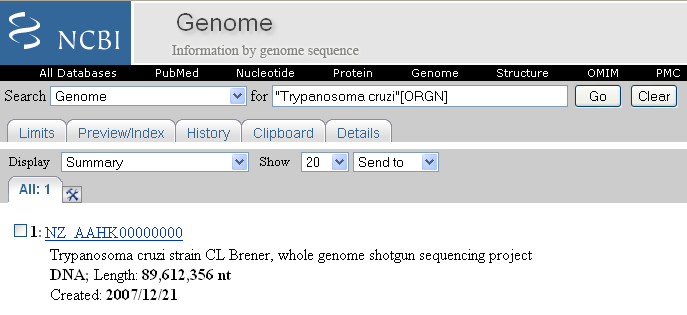 NCBI
Genome
Information by genome sequence
All Databases PubMed Nucleotide Protein Genome Structure OMIM PMC
Search Genome for "Trypanosoma cruzi"[ORGN] Go Clear
Limits Preview/Index History Clipboard Details
Display Summary Show 20 Send to
All: 1
1: NZ_AAHK00000000
Trypanosoma cruzi strain CL Brener, whole genome shotgun sequencing project
DNA; Length: 89,612,356 nt
Created: 2007/12/21